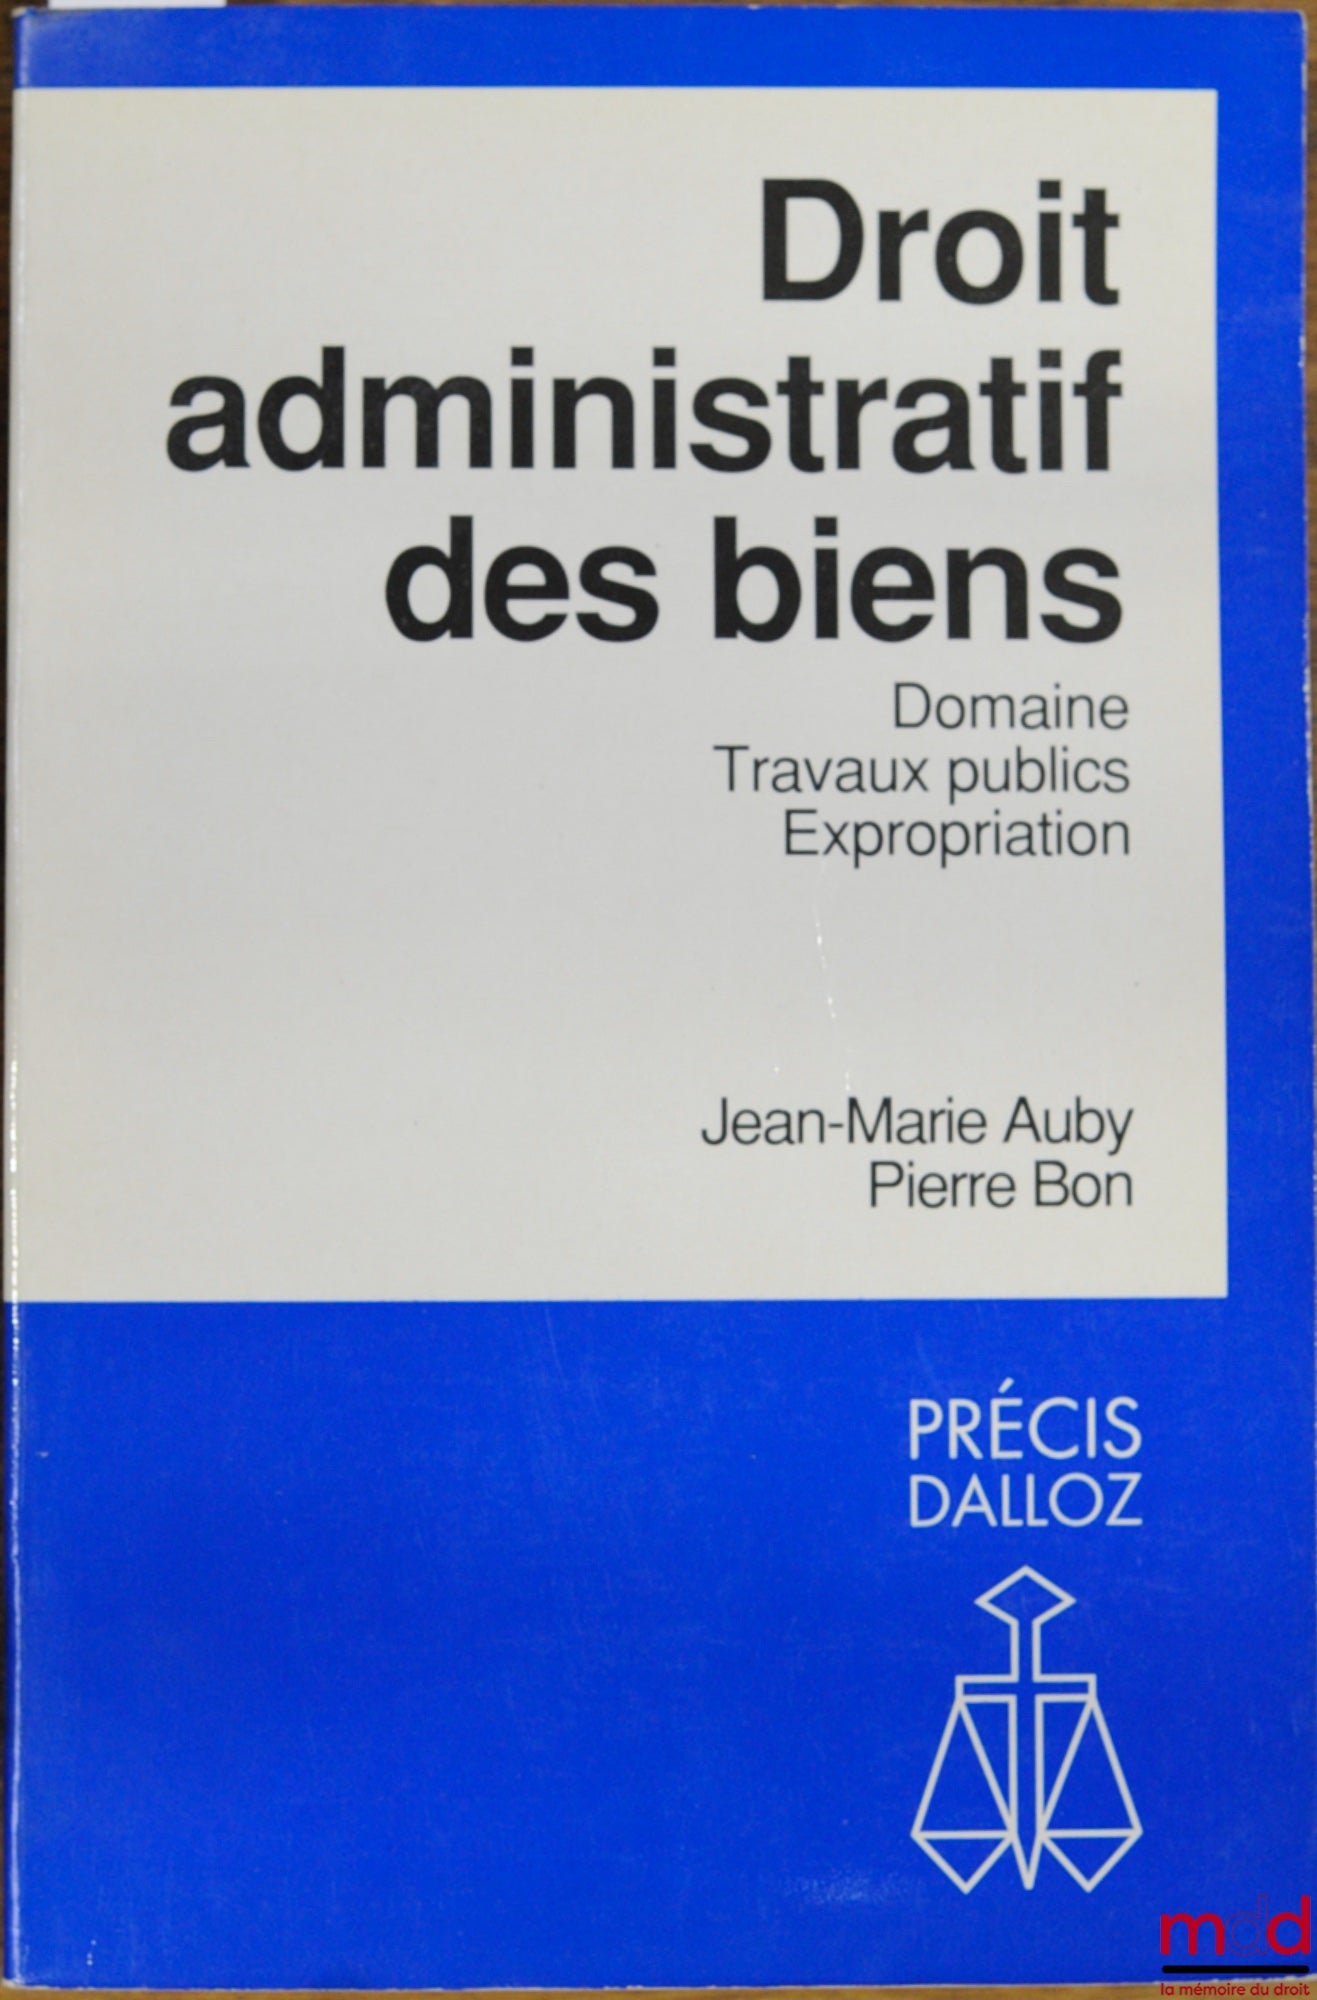 Droit
administratif
des biens
Domaine
Travaux publics
Expropriation
Jean-Marie Auby
Pierre Bon
PRÉCIS
DALLOZ
mdd
la mémoire du droit